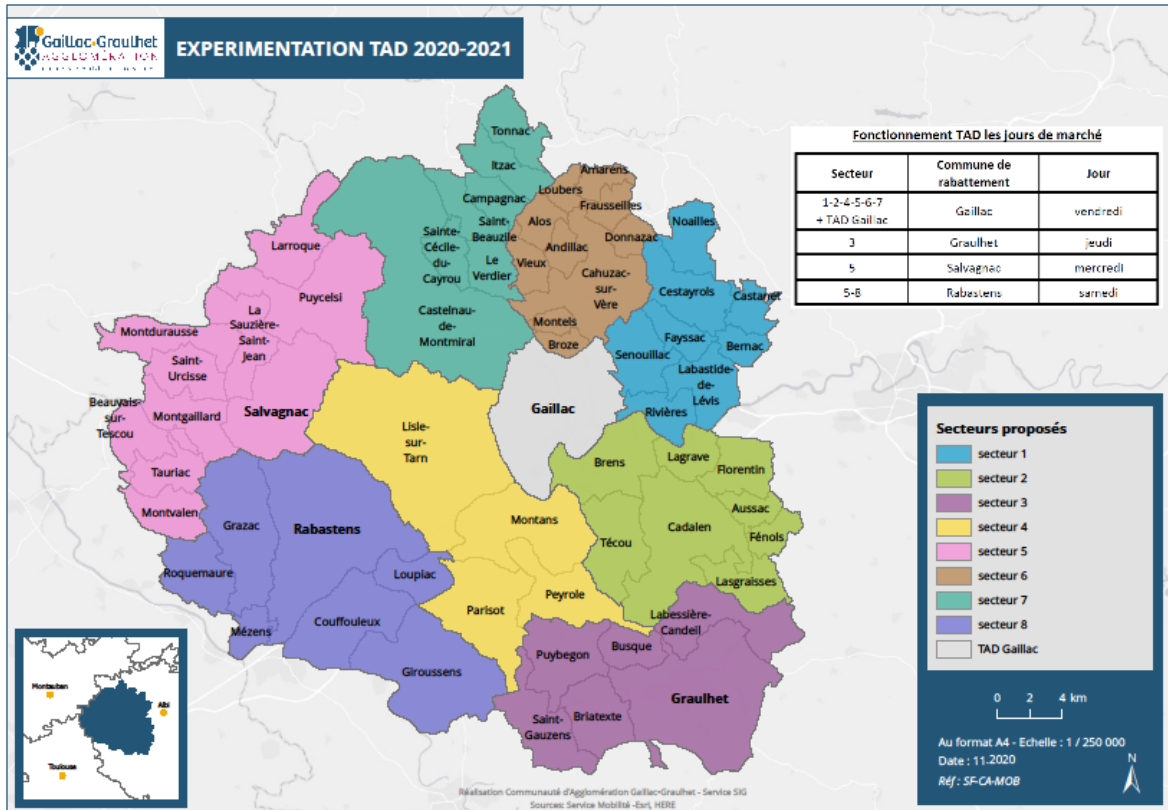 Gaillac•Graulhet
AGGLOMÉRATION
EXPERIMENTATION TAD 2020-2021
Fonctionnement TAD les jours de marché
Secteur
Commune de rabattement
Jour
1-2-4-5-6-7
+ TAD Gaillac
Gaillac
vendredi
3
Graulhet
jeudi
5
Salvagnac
mercredi
5-8
Rabastens
samedi
Tonnac
Itzac
Campagnac
Saint-
Beauzile
Le
Verdier
Sainte-
Cécile-
du-
Cayrou
Castelnau-
de-
Montmiral
Amarens
Loubers
Frausseilles
Alos
Donnazac
Andillac
Vieux
Cahuzac-
sur-
Vère
Montels
Broze
Noailles
Cestayrols
Castanet
Fayssac
Bernac
Senouillac
Labastide-
de-
Lévis
Rivières
Larroque
Puycelsi
La
Sauzière-
Saint-
Jean
Montdurausse
Saint-
Urcisse
Beauvais-
sur-
Tescou
Montgaillard
Salvagnac
Tauriac
Montvalen
Gaillac
Lisle-
sur-
Tarn
Montans
Peyrole
Parisot
Brens
Lagrave
Florentin
Aussac
Cadalen
Fénols
Técou
Lasgraisses
Grazac
Rabastens
Roquemaure
Loupiac
Mézens
Couffouleux
Giroussens
Labessière-
Candeil
Busque
Puybegon
Graulhet
Saint-
Gauzens
Briatexte
Secteurs proposés
secteur 1
secteur 2
secteur 3
secteur 4
secteur 5
secteur 6
secteur 7
secteur 8
TAD Gaillac
0 2 4 km
Au format A4 - Echelle : 1 / 250 000
Date : 11.2020
Réf : SF-CA-MOB
N
Montauban
Albi
Toulouse
Réalisation Communauté d'Agglomération Gaillac•Graulhet - Service SIG
Sources: Service Mobilité -Esri, HERE